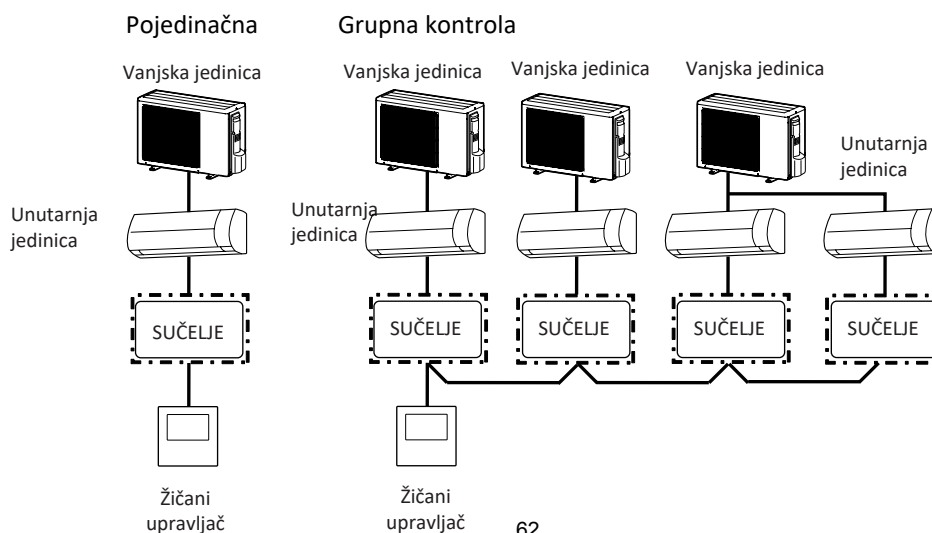 Pojedinačna
Grupna kontrola
Vanjska jedinica
Vanjska jedinica
Vanjska jedinica
Vanjska jedinica
Unutarnja
jedinica
Unutarnja
jedinica
Unutarnja
jedinica
SUČELJE
SUČELJE
SUČELJE
SUČELJE
SUČELJE
Žičani
upravljač
Žičani
upravljač
62